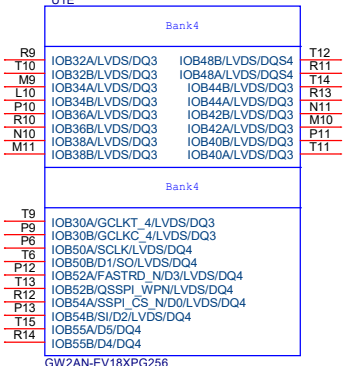 U1E
Bank4
R9 IOB32A/LVDS/DQ3 IOB48B/LVDS/DQS4 T12
T10 IOB32B/LVDS/DQ3 IOB48A/LVDS/DQS4 R11
M9 IOB34A/LVDS/DQ3 IOB44B/LVDS/DQ3 T14
L10 IOB34B/LVDS/DQ3 IOB44A/LVDS/DQ3 R13
P10 IOB36A/LVDS/DQ3 IOB42B/LVDS/DQ3 N11
R10 IOB36B/LVDS/DQ3 IOB42A/LVDS/DQ3 M10
N10 IOB38A/LVDS/DQ3 IOB40B/LVDS/DQ3 P11
M11 IOB38B/LVDS/DQ3 IOB40A/LVDS/DQ3 T11
Bank4
T9 IOB30A/GCLKT_4/LVDS/DQ3
P9 IOB30B/GCLKC_4/LVDS/DQ3
P6 IOB50A/SCLK/LVDS/DQ4
T6 IOB50B/D1/SO/LVDS/DQ4
P12 IOB52A/FASTRD_N/D3/LVDS/DQ4
T13 IOB52B/QSSPI_WPN/LVDS/DQ4
R12 IOB54A/SSPI_CS_N/D0/LVDS/DQ4
P13 IOB54B/SI/D2/LVDS/DQ4
T15 IOB55A/D5/DQ4
R14 IOB55B/D4/DQ4
GW2AN-EV18XPG256